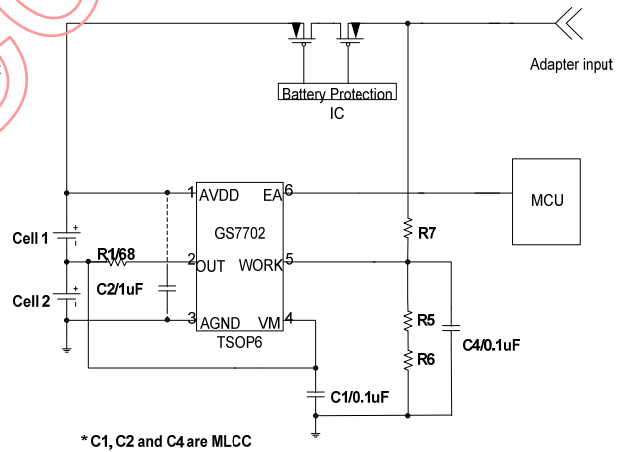 Adapter input
Battery Protection
IC
1
AVDD
EA
6
MCU
GS7702
R7
Cell 1
+
-
R1/68
2
OUT
WORK
5
Cell 2
+
-
C2/1uF
3
AGND
VM
4
TSOP6
R5
C4/0.1uF
R6
C1/0.1uF
* C1, C2 and C4 are MLCC